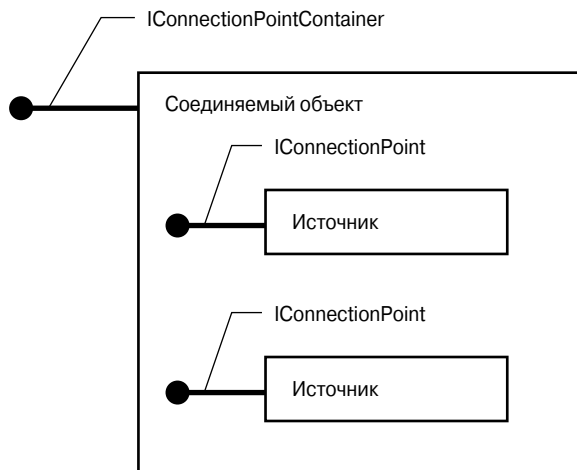 IConnectionPointContainer
Соединяемый объект
IConnectionPoint
Источник
IConnectionPoint
Источник